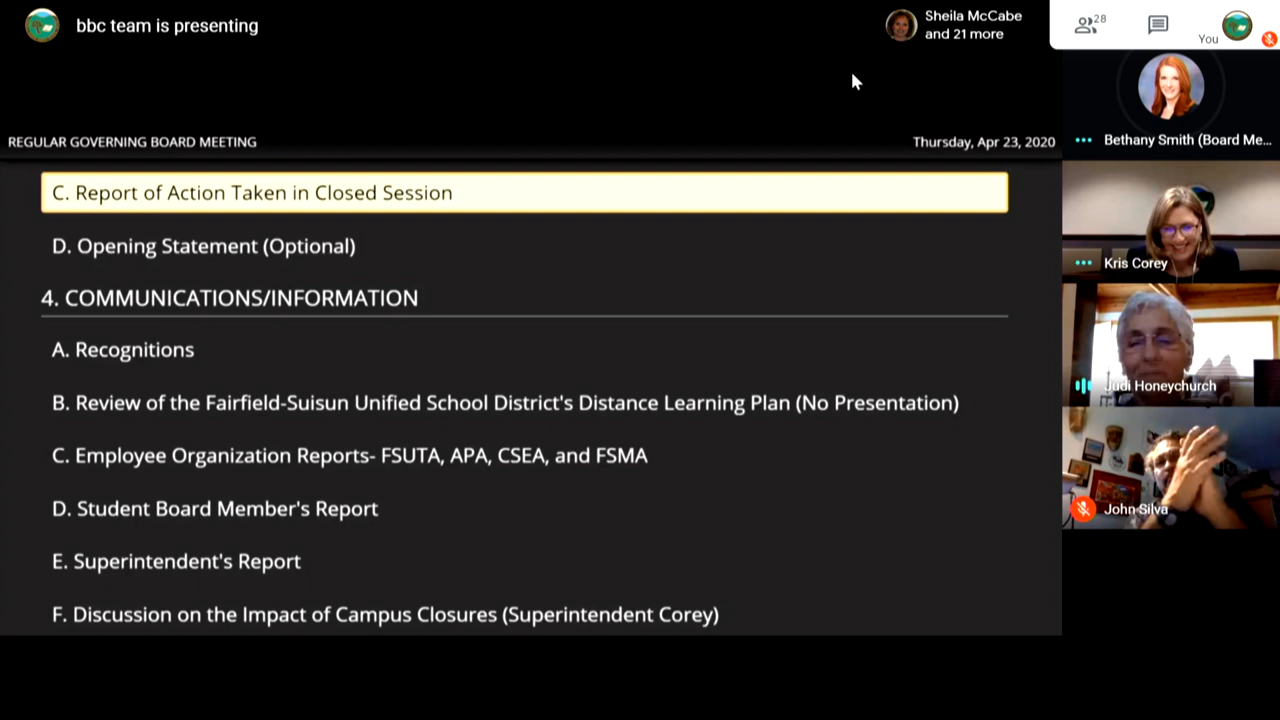 bbc team is presenting
Sheila McCabe
and 21 more
28
You
REGULAR GOVERNING BOARD MEETING
Thursday, Apr 23, 2020
C. Report of Action Taken in Closed Session
D. Opening Statement (Optional)
4. COMMUNICATIONS/INFORMATION
A. Recognitions
B. Review of the Fairfield-Suisun Unified School District's Distance Learning Plan (No Presentation)
C. Employee Organization Reports- FSUTA, APA, CSEA, and FSMA
D. Student Board Member's Report
E. Superintendent's Report
F. Discussion on the Impact of Campus Closures (Superintendent Corey)
Bethany Smith (Board Me...
Kris Corey
Judi Honeychurch
John Silva